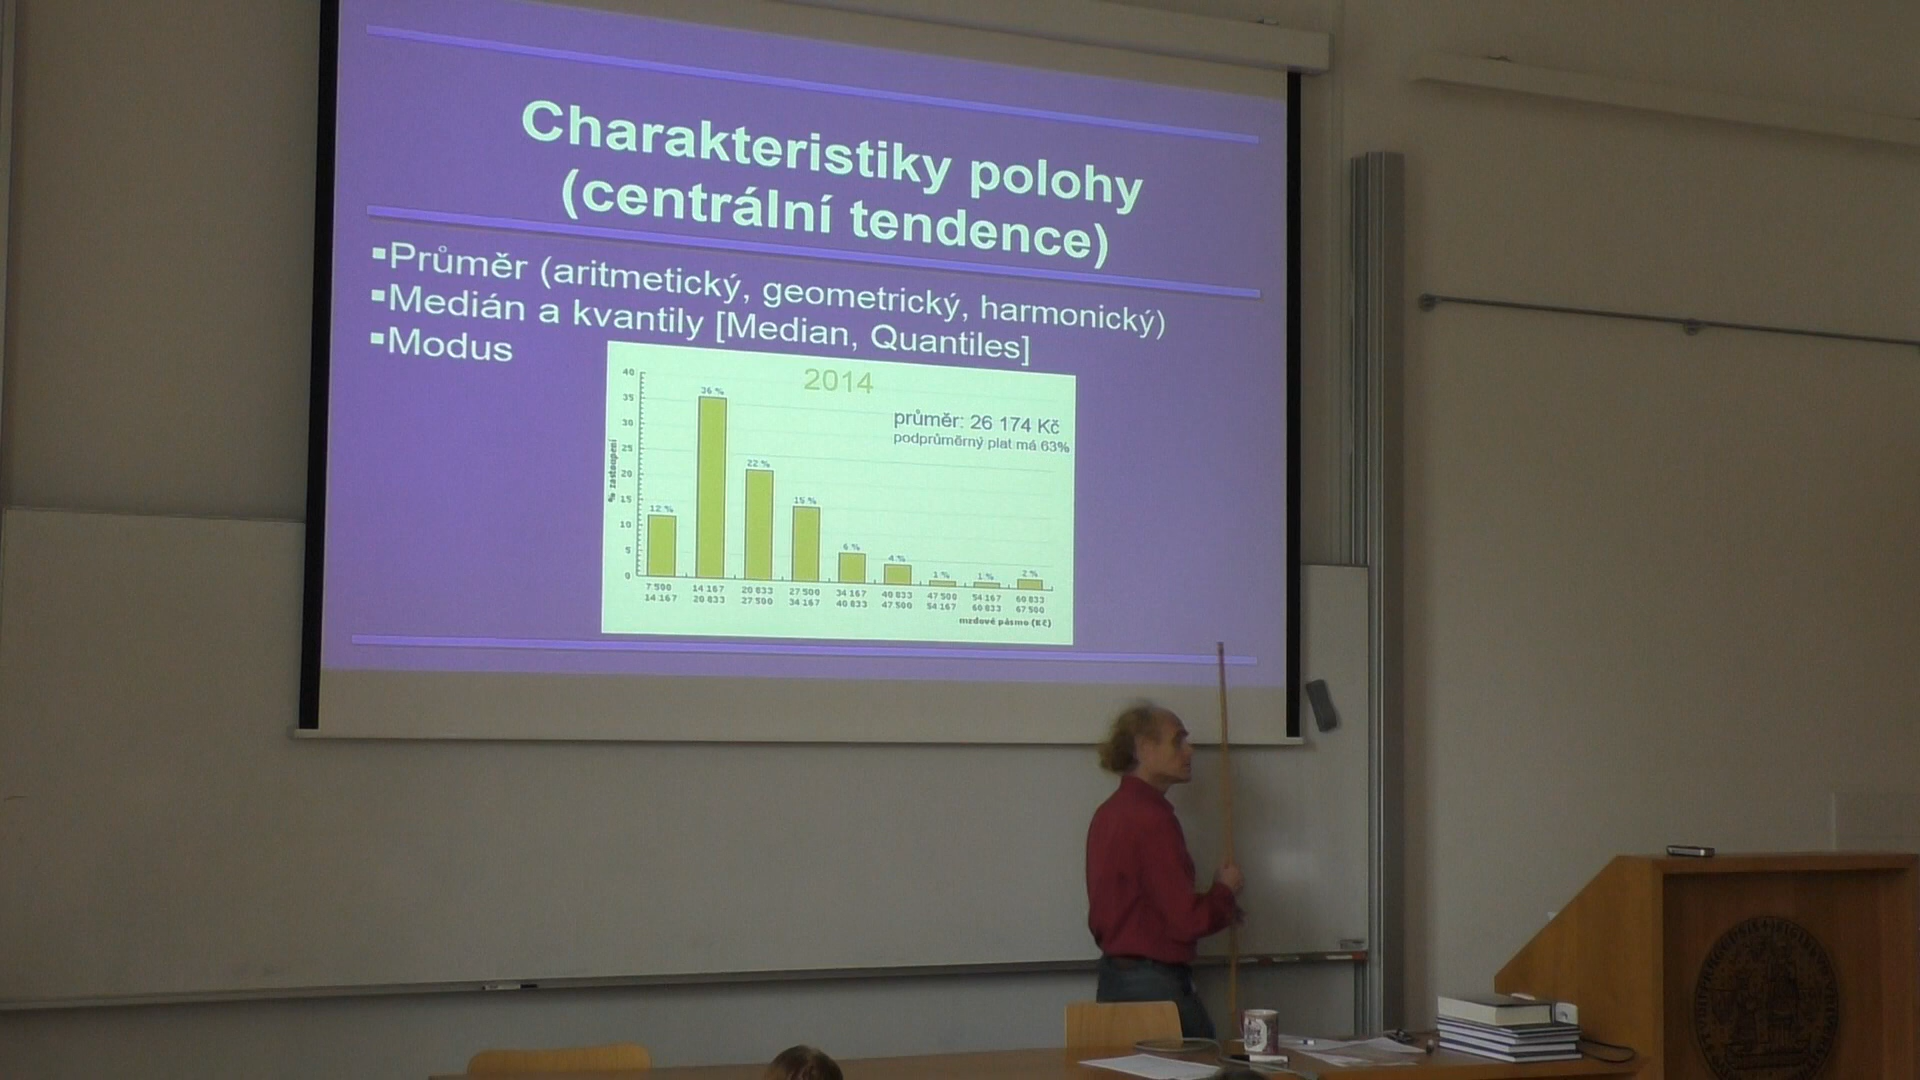 Charakteristiky polohy
(centrální tendence)
▪Průměr (aritmetický, geometrický, harmonický)
▪Medián a kvantily [Median, Quantiles]
▪Modus
2014
průměr: 26 174 Kč
podprůměrný plat má 63%
% zastoupení
40
35
30
25
20
15
10
5
0
12 %
36 %
22 %
15 %
6 %
4 %
1 %
1 %
2 %
7 500 14 167 20 833 27 500 34 167 40 833 47 500 54 167 60 833
14 167 20 833 27 500 34 167 40 833 47 500 54 167 60 833 67 500
mzdové pásmo (Kč)